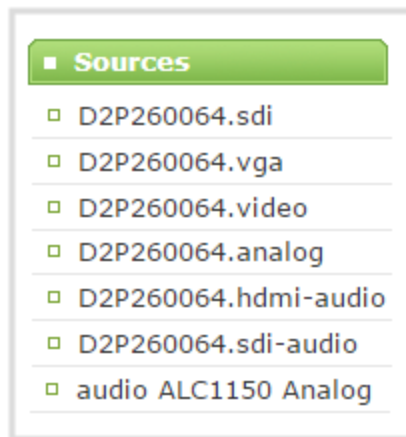 Sources
D2P260064.sdi
D2P260064.vga
D2P260064.video
D2P260064.analog
D2P260064.hdmi-audio
D2P260064.sdi-audio
audio ALC1150 Analog